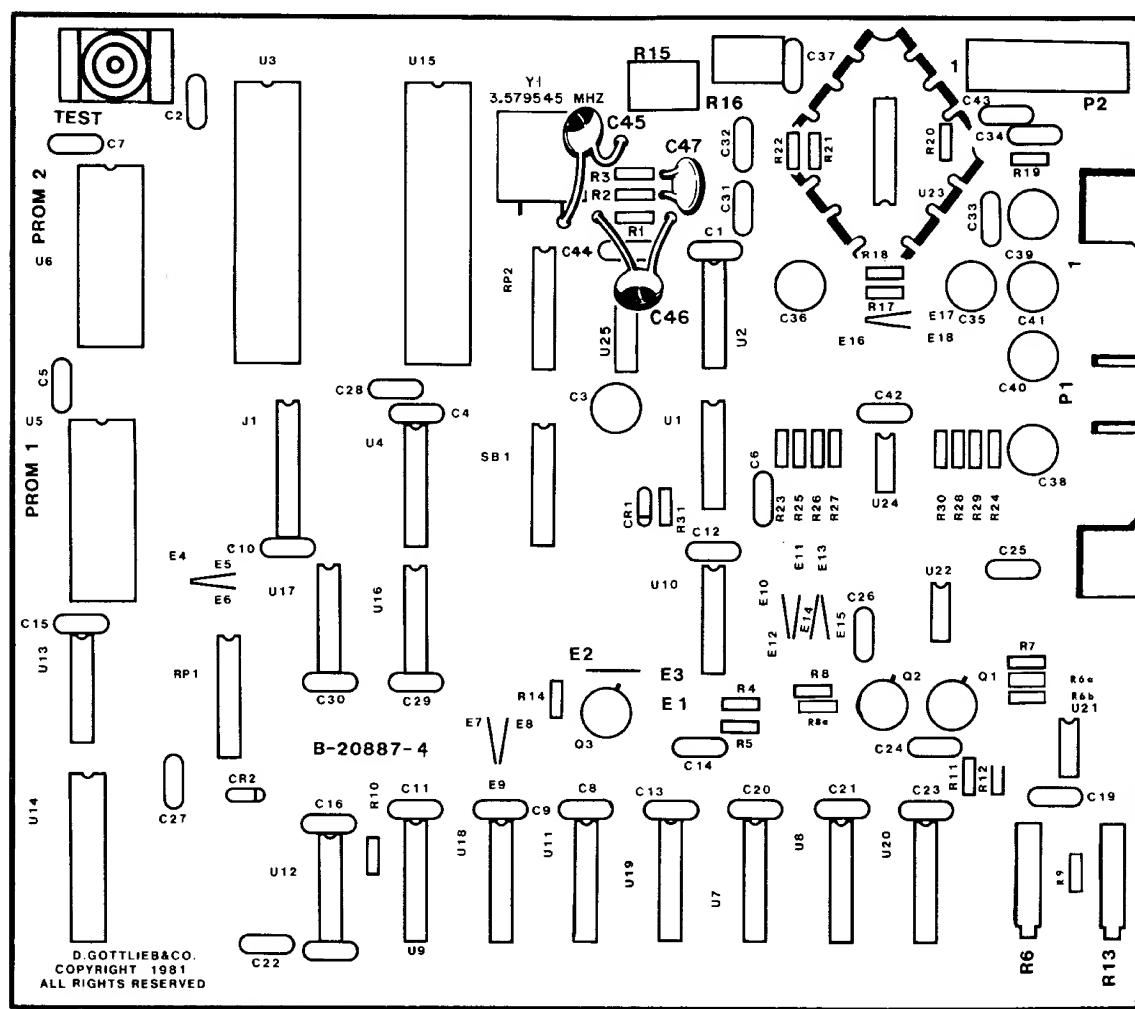 TEST
C2
C7
U3
U15
Y1
3.579545 MHZ
R15
R16
C37
1
P2
C45
C47
C32
C31
R3
R2
R1
R22
R21
R20
C43
C34
R19
U23
C33
PROM 2
U6
C44
C1
RP2
C46
U25
U2
R18
R17
C36
C35
C39
1
C41
E16
E17
E18
C40
P1
C5
U5
PROM 1
J1
C28
C4
U4
SB1
C3
U1
C42
U24
C6
R23
R25
R26
R27
R30
R28
R29
R24
C38
CR1
R31
C12
C10
E4
E5
E6
U17
U16
U10
E11
E13
E10
E12
E14
E15
C26
U22
C25
C15
U13
RP1
C30
C29
E2
E3
E1
R14
Q3
R4
R5
R8
R8a
Q2
Q1
R7
R6a
R6b
U21
E7
E8
E9
B-20887-4
C14
C24
R11
R12
C19
U14
C27
CR2
C16
R10
C11
U18
C9
C8
U11
C13
U19
C20
U7
C21
U8
C23
U20
U12
U9
C22
R6
R9
R13
D.GOTTLIEB&CO.
COPYRIGHT 1981
ALL RIGHTS RESERVED